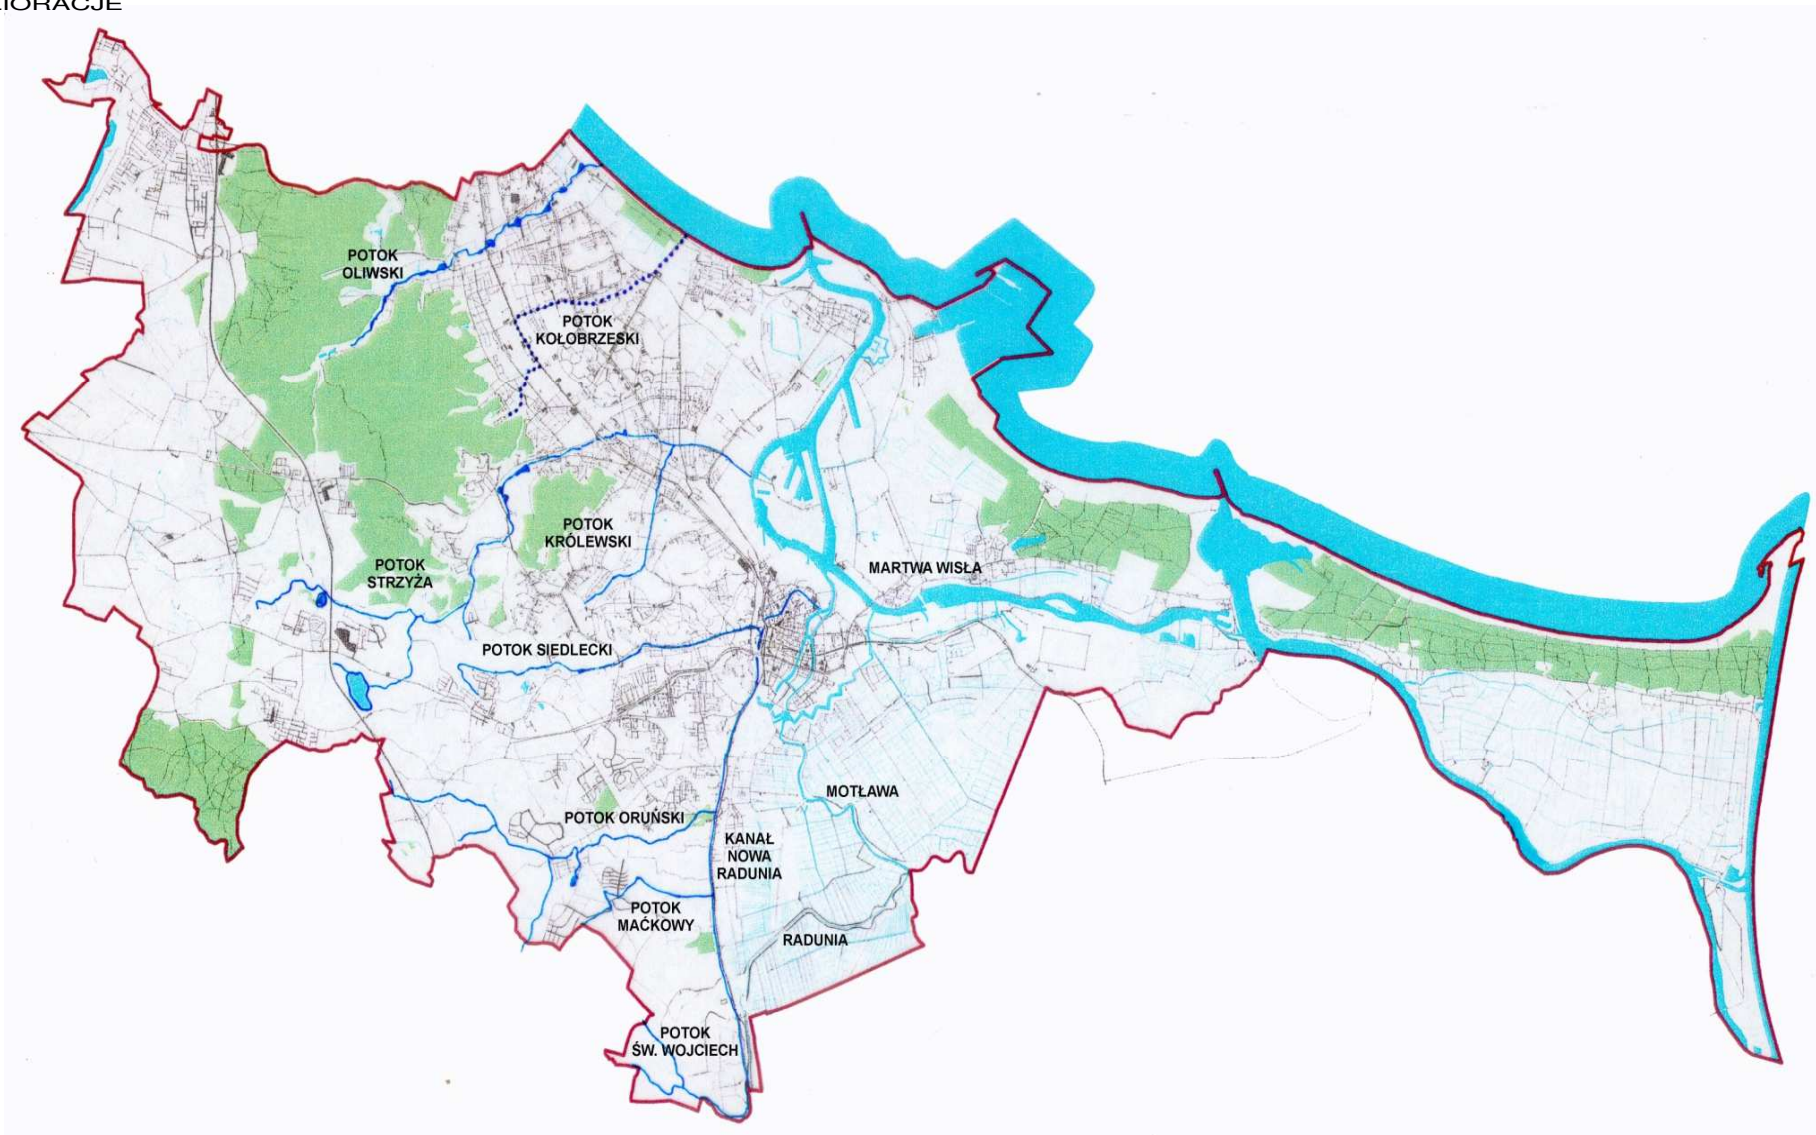 IORACJE
POTOK
OLIWSKI
POTOK
KOŁOBRZESKI
POTOK
KRÓLEWSKI
POTOK
STRZYŻA
MARTWA WISŁA
POTOK SIEDLECKI
MOTŁAWA
POTOK ORUŃSKI
KANAŁ
NOWA
RADUNIA
POTOK
MAĆKOWY
RADUNIA
POTOK
ŚW. WOJCIECH